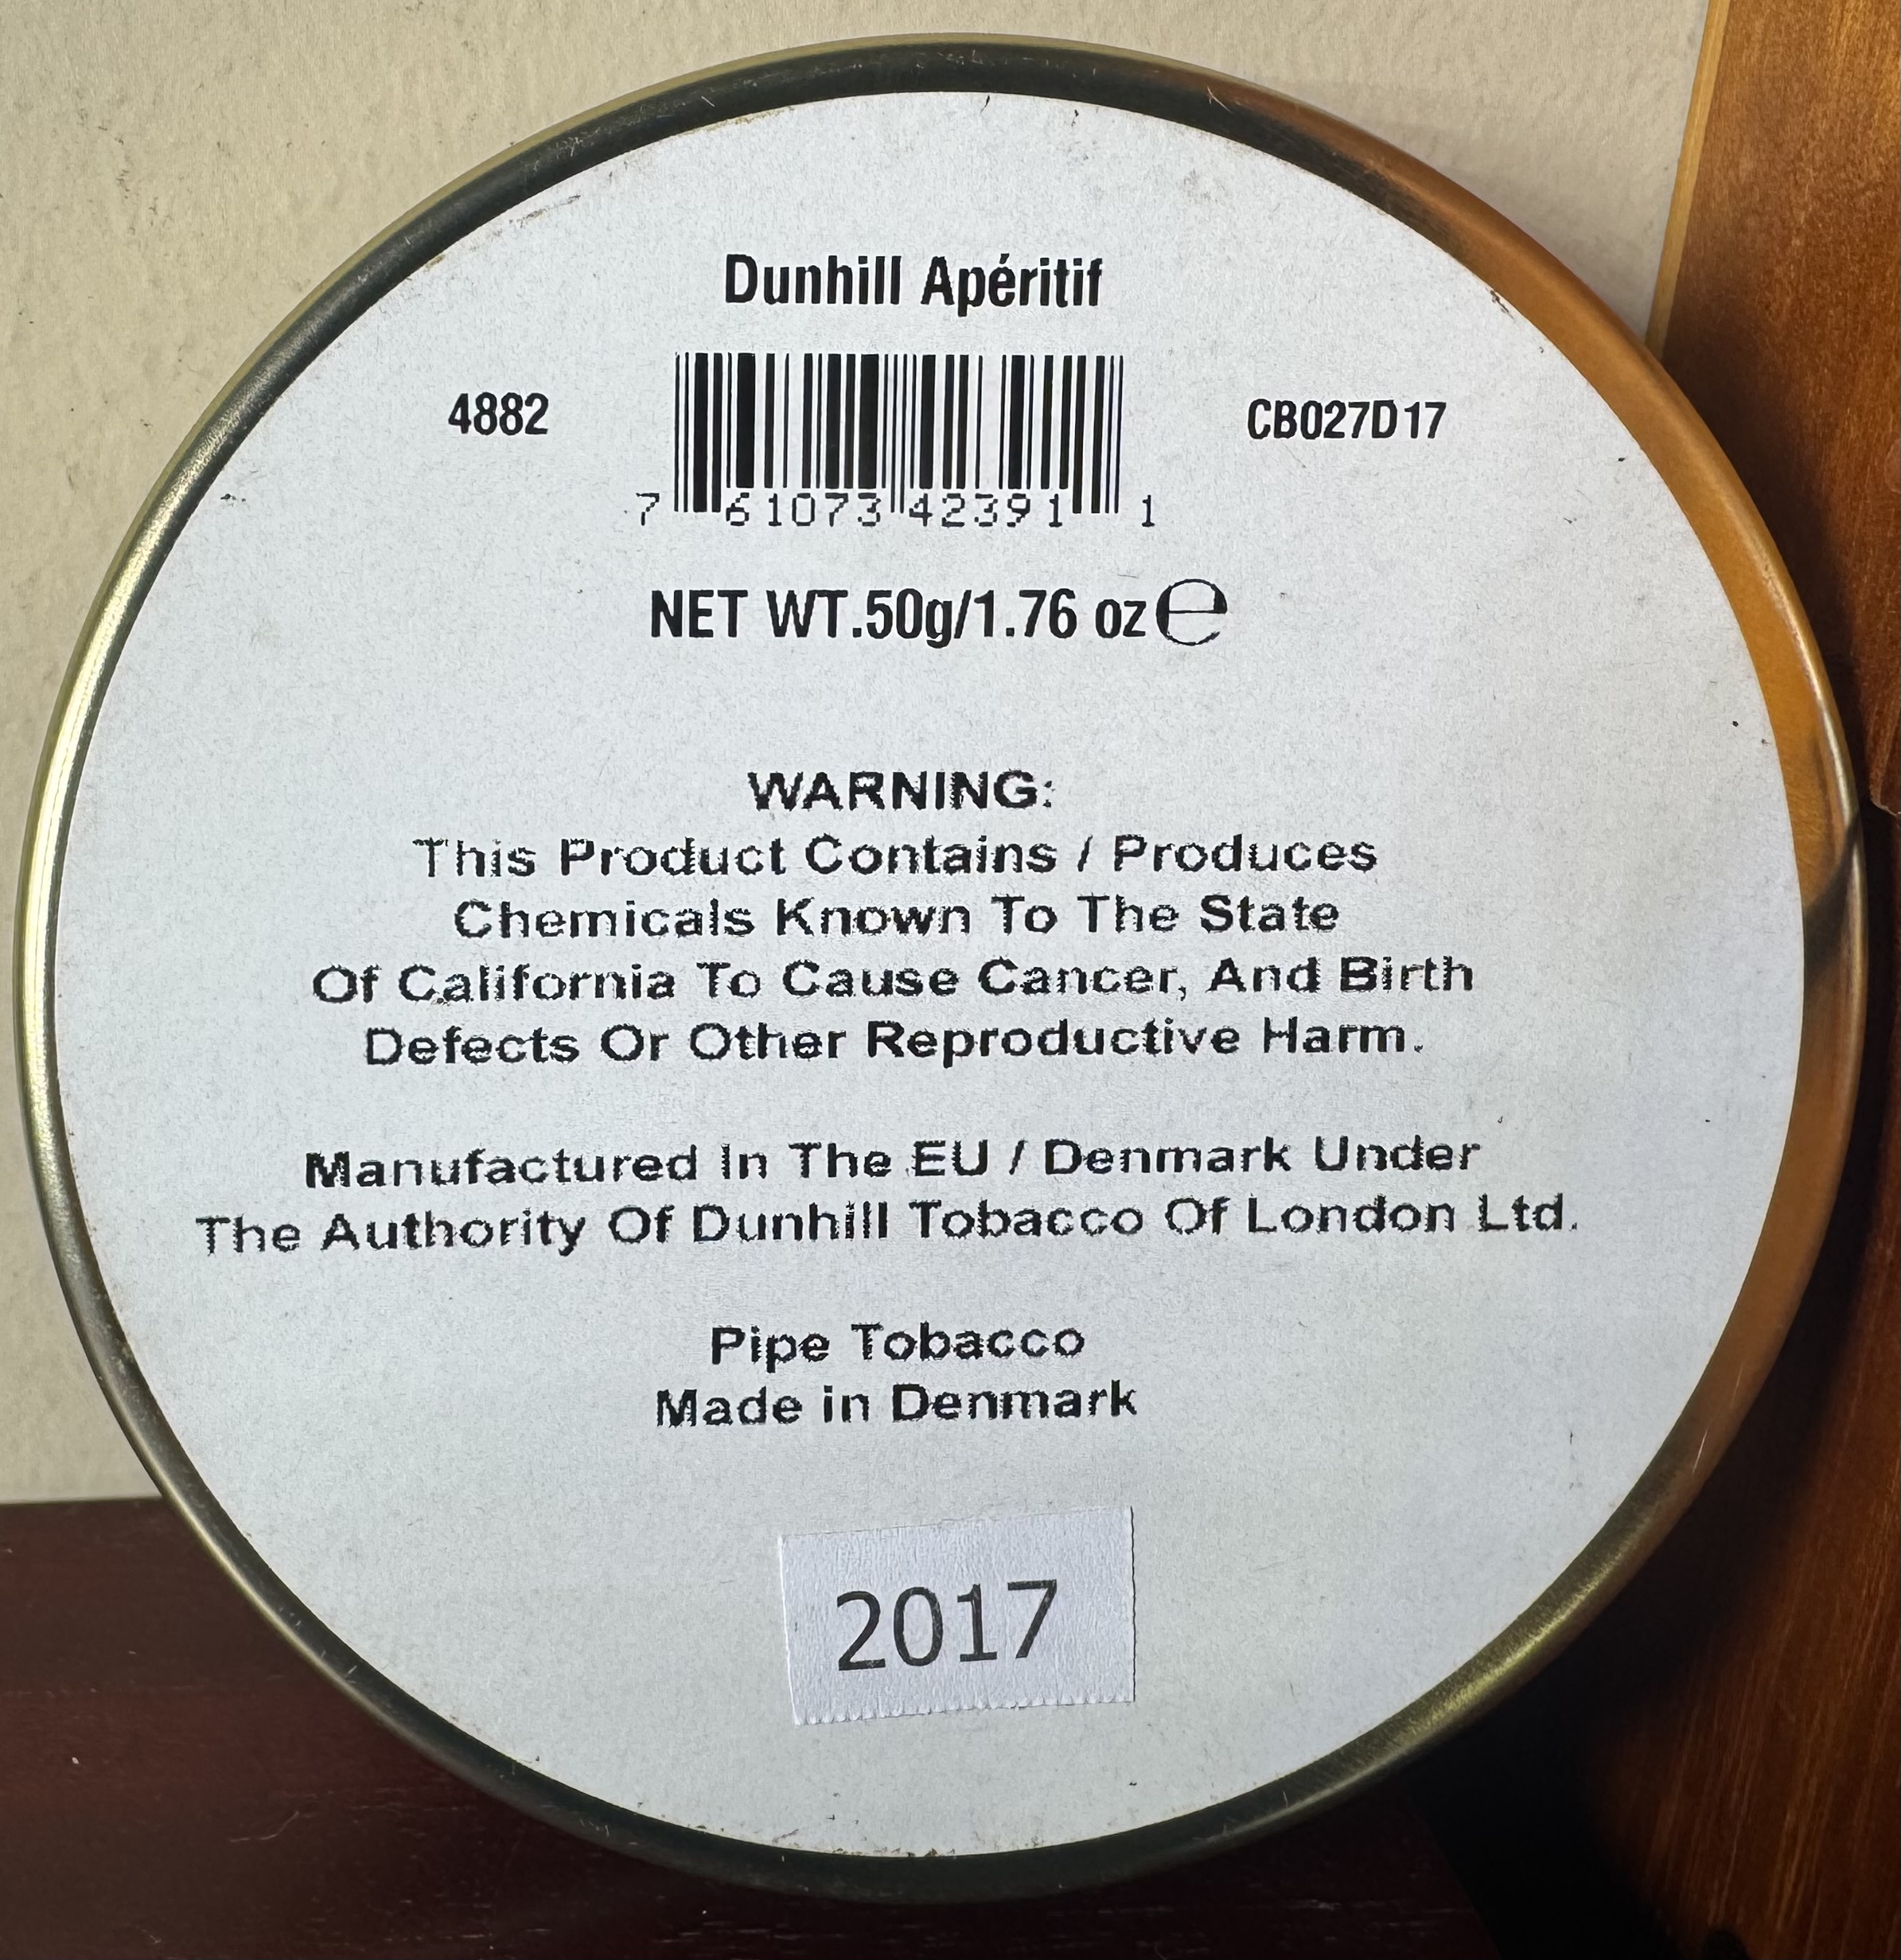 Dunhill Apéritif
4882
CB027D17
7 61073 42391 1
NET WT.50g/1.76 oz ℮
WARNING:
This Product Contains / Produces
Chemicals Known To The State
Of California To Cause Cancer, And Birth
Defects Or Other Reproductive Harm.
Manufactured In The EU / Denmark Under
The Authority Of Dunhill Tobacco Of London Ltd.
Pipe Tobacco
Made in Denmark
2017